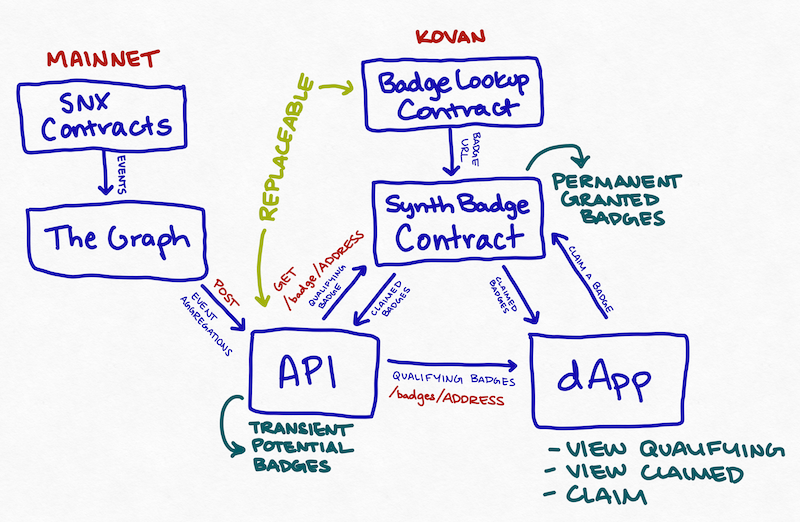 MAINNET
SNX
Contracts
EVENTS
The Graph
POST
EVENT
AGGREGATIONS
REPLACEABLE
KOVAN
Badge Lookup
Contract
BADGE
URL
Synth Badge
Contract
PERMANENT
GRANTED
BADGES
GET
/badge/ADDRESS
QUALIFYING
BADGE
CLAIMED
BADGES
CLAIMED
BADGES
CLAIM A BADGE
API
TRANSIENT
POTENTIAL
BADGES
QUALIFYING BADGES
/badges/ADDRESS
dApp
- VIEW QUALIFYING
- VIEW CLAIMED
- CLAIM